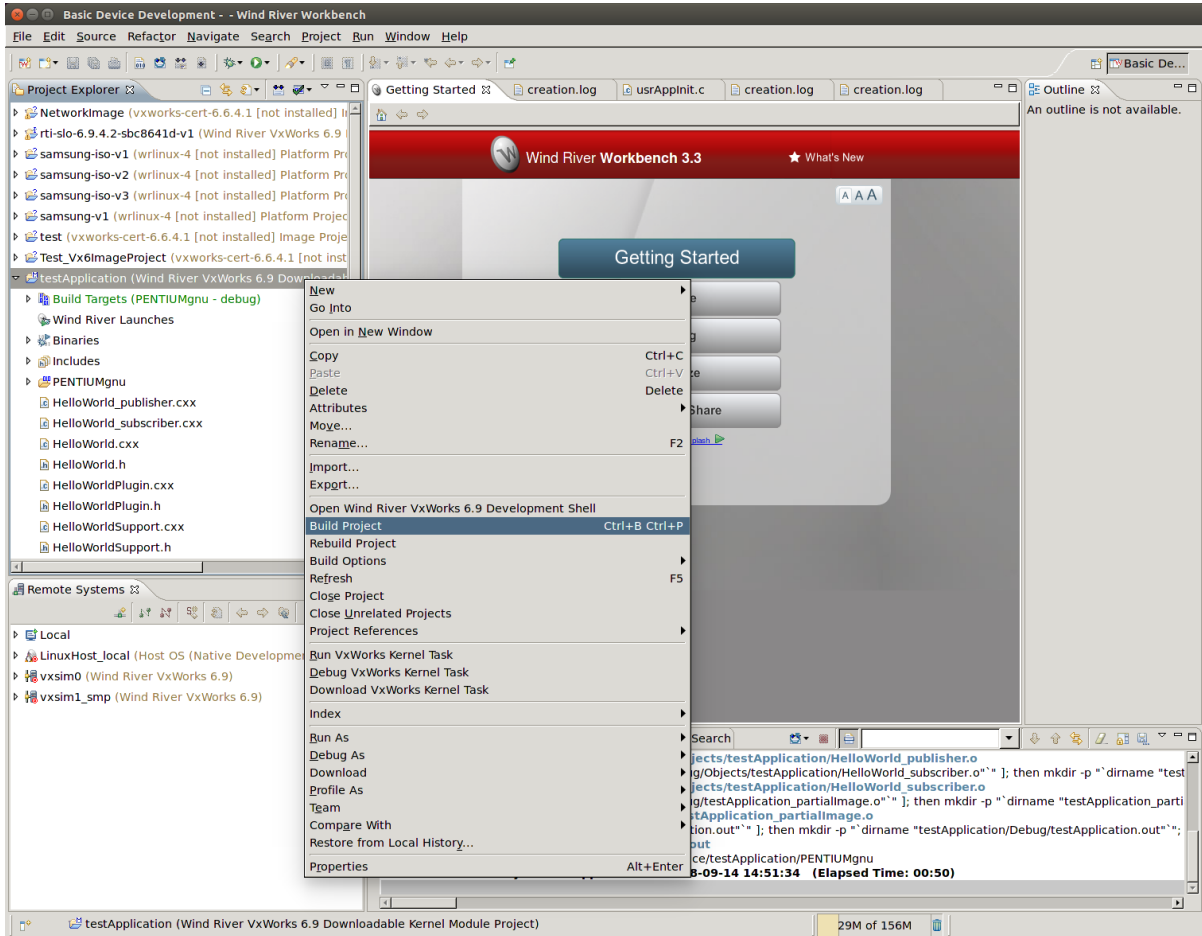 Basic Device Development - - Wind River Workbench
File Edit Source Refactor Navigate Search Project Run Window Help
Basic De...
Project Explorer
NetworkImage (vxworks-cert-6.6.4.1 [not installed]
rti-slo-6.9.4.2-sbc8641d-v1 (Wind River VxWorks 6.9
samsung-iso-v1 (wrlinux-4 [not installed] Platform
samsung-iso-v2 (wrlinux-4 [not installed] Platform
samsung-iso-v3 (wrlinux-4 [not installed] Platform
samsung-v1 (wrlinux-4 [not installed] Platform Projec
test (vxworks-cert-6.6.4.1 [not installed] Image Proje
Test_Vx6ImageProject (vxworks-cert-6.6.4.1 [not inst
testApplication (Wind River VxWorks 6.9 Downloadab
Build Targets (PENTIUMgnu - debug)
Wind River Launches
Binaries
Includes
PENTIUMgnu
HelloWorld_publisher.cxx
HelloWorld_subscriber.cxx
HelloWorld.cxx
HelloWorld.h
HelloWorldPlugin.cxx
HelloWorldPlugin.h
HelloWorldSupport.cxx
HelloWorldSupport.h
Remote Systems
Local
LinuxHost_local (Host OS (Native Developmen
vxsim0 (Wind River VxWorks 6.9)
vxsim1_smp (Wind River VxWorks 6.9)
Getting Started creation.log usrAppInit.c creation.log creation.log
Wind River Workbench 3.3 What's New
A A A
Getting Started
e
g
ze
Share
plash
New
Go Into
Open in New Window
Copy Ctrl+C
Paste Ctrl+V
Delete Delete
Attributes
Move...
Rename... F2
Import...
Export...
Open Wind River VxWorks 6.9 Development Shell
Build Project Ctrl+B Ctrl+P
Rebuild Project
Build Options
Refresh F5
Close Project
Close Unrelated Projects
Project References
Run VxWorks Kernel Task
Debug VxWorks Kernel Task
Download VxWorks Kernel Task
Index
Run As
Debug As
Download
Profile As
Team
Compare With
Restore from Local History...
Properties Alt+Enter
Outline
An outline is not available.
Search
jects/testApplication/HelloWorld_publisher.o
ug/Objects/testApplication/HelloWorld_subscriber.o"`" ]; then mkdir -p "`dirname "test
jects/testApplication/HelloWorld_subscriber.o
ug/testApplication_partialImage.o"`" ]; then mkdir -p "`dirname "testApplication_parti
stApplication_partialImage.o
tion.out"`" ]; then mkdir -p "`dirname "testApplication/Debug/testApplication.out"`";
out
ce/testApplication/PENTIUMgnu
8-09-14 14:51:34 (Elapsed Time: 00:50)
testApplication (Wind River VxWorks 6.9 Downloadable Kernel Module Project)
29M of 156M